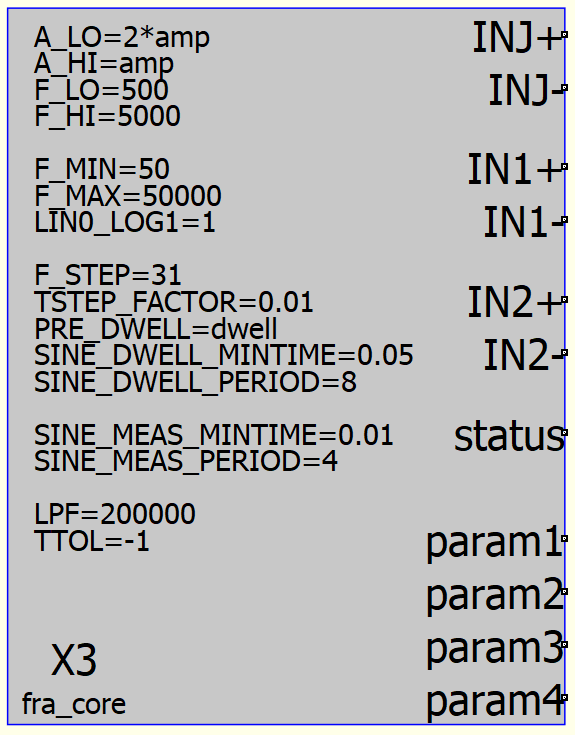 A_LO=2*amp
A_HI=amp
F_LO=500
F_HI=5000
F_MIN=50
F_MAX=50000
LIN0_LOG1=1
F_STEP=31
TSTEP_FACTOR=0.01
PRE_DWELL=dwell
SINE_DWELL_MINTIME=0.05
SINE_DWELL_PERIOD=8
SINE_MEAS_MINTIME=0.01
SINE_MEAS_PERIOD=4
LPF=200000
TTOL=-1
X3
fra_core
INJ+
INJ-
IN1+
IN1-
IN2+
IN2-
status
param1
param2
param3
param4